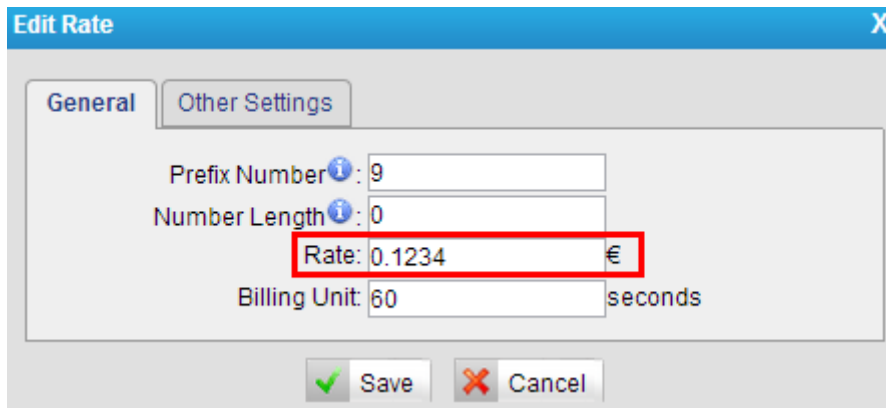 Edit Rate X
General Other Settings
Prefix Number i : 9
Number Length i : 0
Rate: 0.1234 €
Billing Unit: 60 seconds
Save Cancel